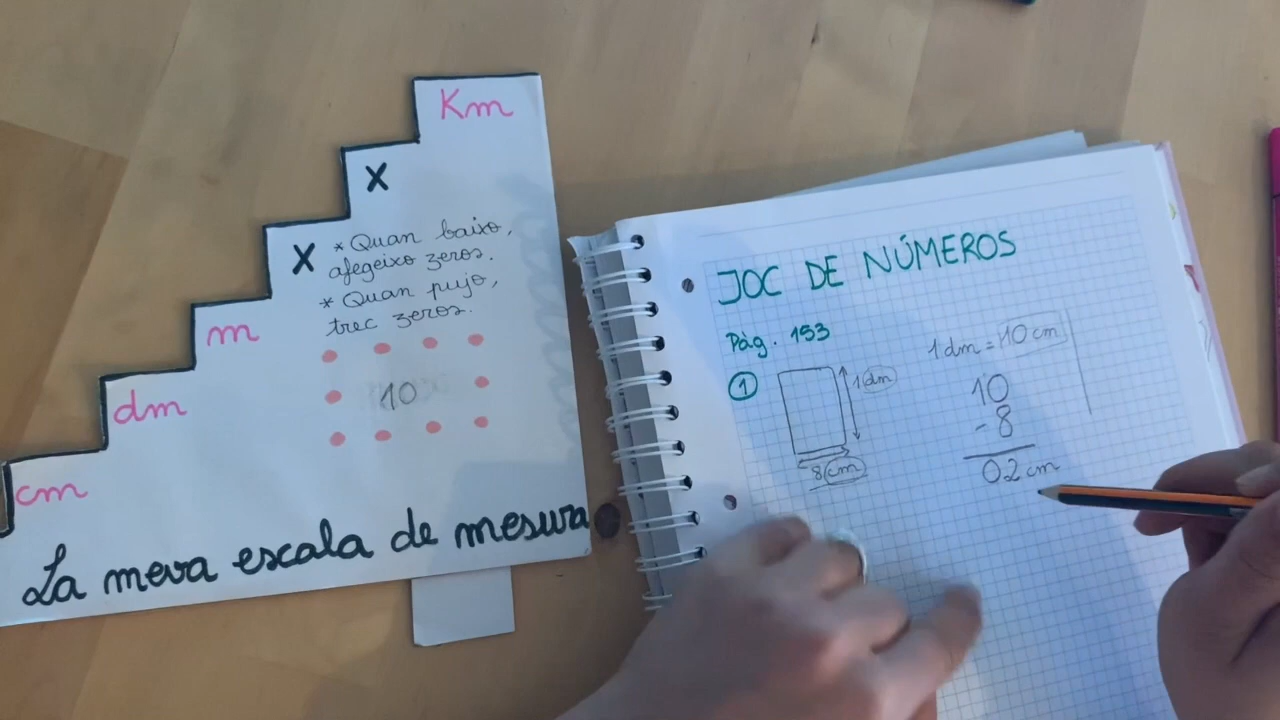 Km
X
X
* Quan baixo,
afegeixo zeros.
* Quan pujo,
trec zeros.
m
dm
10
cm
La meva escala de mesura
JOC DE NÚMEROS
Pàg. 153
1
1 dm
8 cm
1 dm = 10 cm
10
- 8
02 cm